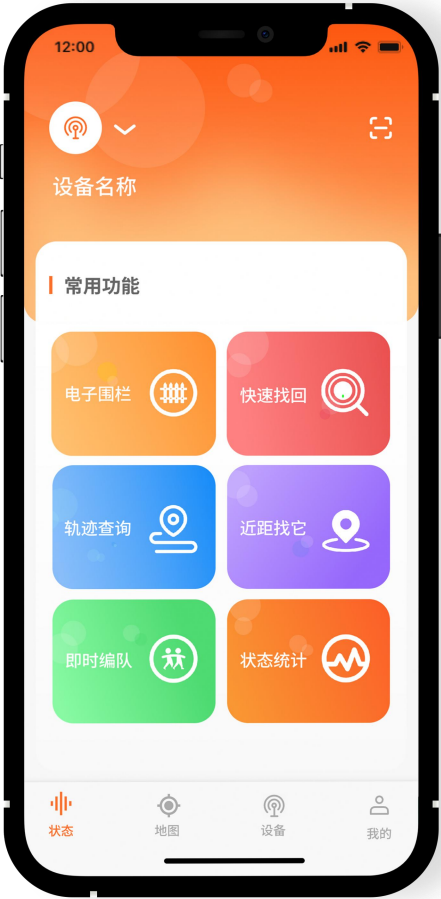 12:00
设备名称
常用功能
电子围栏
快速找回
轨迹查询
近距找它
即时编队
状态统计
状态
地图
设备
我的